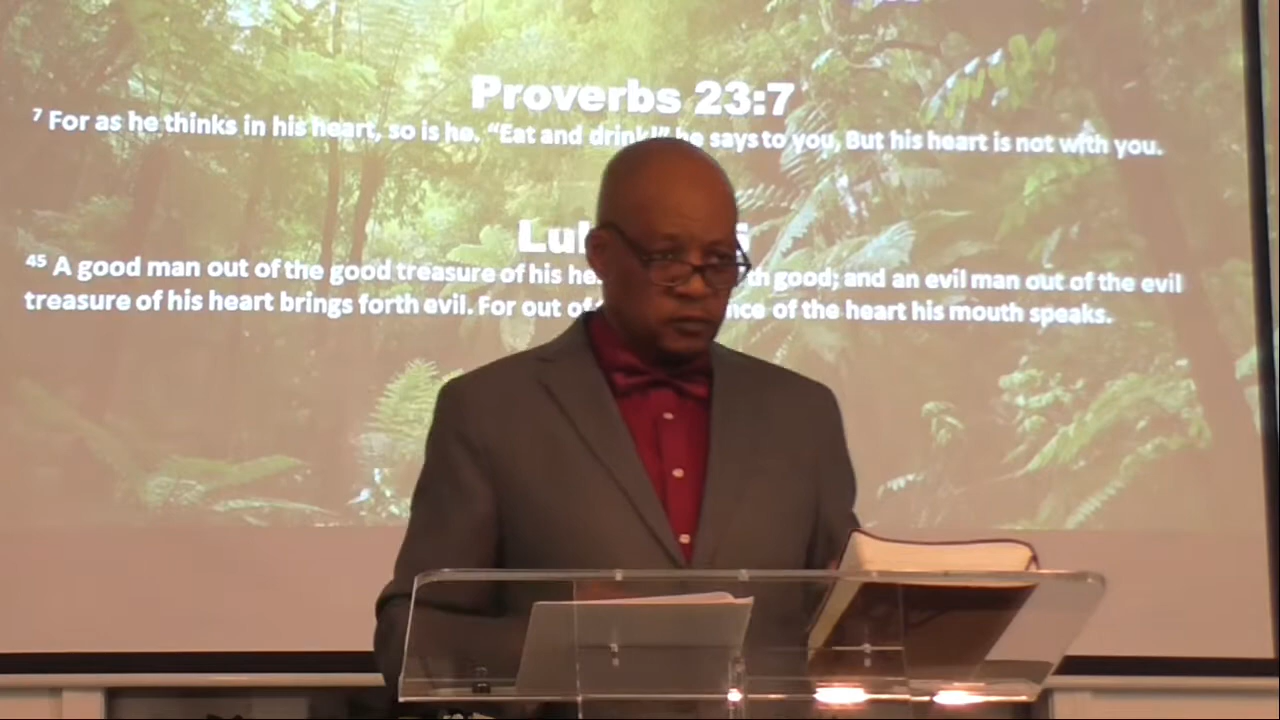 Proverbs 23:7
7 For as he thinks in his heart, so is he. “Eat and drink!” he says to you, But his heart is not with you.
45 A good man out of the good treasure of his good; and an evil man out of the evil
treasure of his heart brings forth evil. For out of of the heart his mouth speaks.